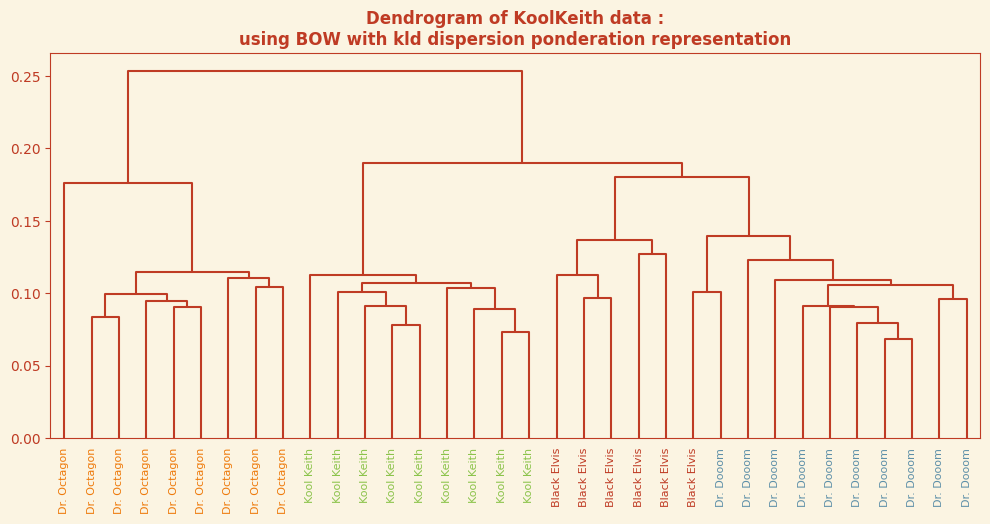 Dendrogram of KoolKeith data :
using BOW with kld dispersion ponderation representation
0.25
0.20
0.15
0.10
0.05
0.00
Dr. Octagon
Dr. Octagon
Dr. Octagon
Dr. Octagon
Dr. Octagon
Dr. Octagon
Dr. Octagon
Dr. Octagon
Dr. Octagon
Kool Keith
Kool Keith
Kool Keith
Kool Keith
Kool Keith
Kool Keith
Kool Keith
Kool Keith
Kool Keith
Black Elvis
Black Elvis
Black Elvis
Black Elvis
Black Elvis
Black Elvis
Dr. Dooom
Dr. Dooom
Dr. Dooom
Dr. Dooom
Dr. Dooom
Dr. Dooom
Dr. Dooom
Dr. Dooom
Dr. Dooom
Dr. Dooom